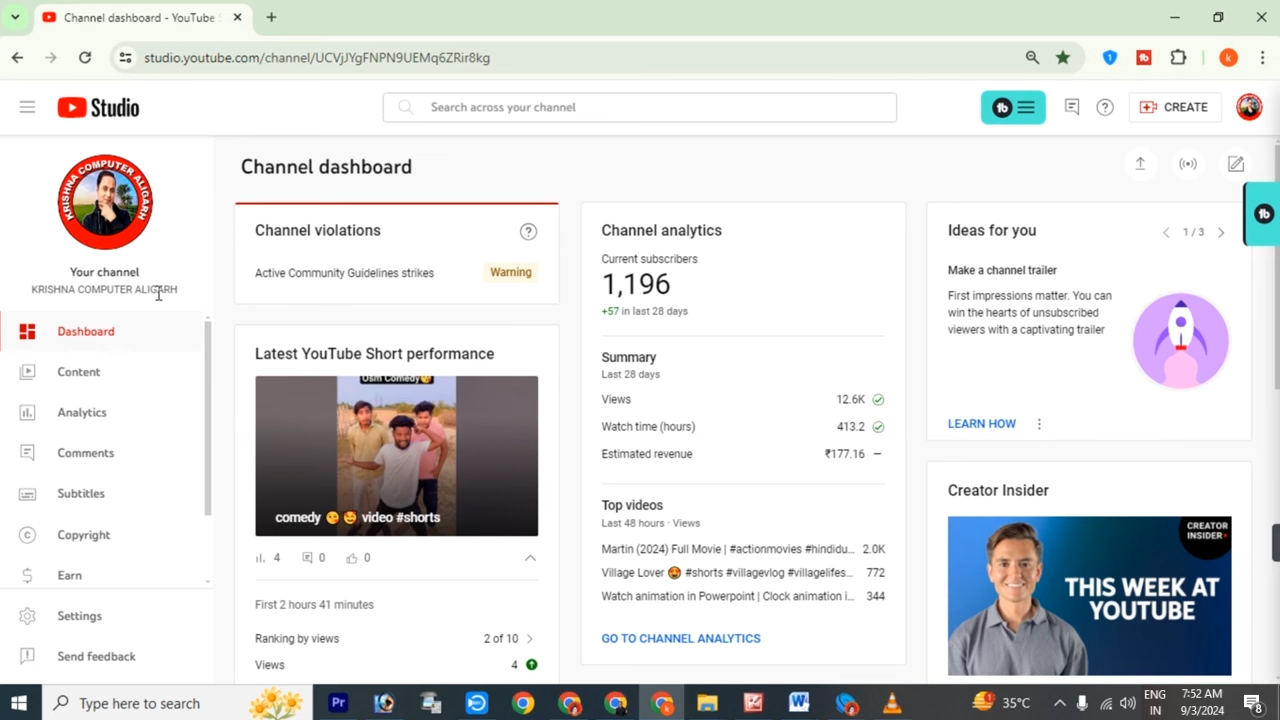 Channel dashboard - YouTube S
studio.youtube.com/channel/UCVjJYgFNPN9UEMq6ZRir8kg
k
Studio
Search across your channel
CREATE
KRISHNA COMPUTER ALIGARH
Your channel
KRISHNA COMPUTER ALIGARH
Dashboard
Content
Analytics
Comments
Subtitles
Copyright
Earn
Settings
Send feedback
Channel dashboard
Channel violations
Active Community Guidelines strikes Warning
Latest YouTube Short performance
Osm Comedy
comedy 🤫 🤩 video #shorts
4 0 0
First 2 hours 41 minutes
Ranking by views 2 of 10
Views 4
Channel analytics
Current subscribers
1,196
+57 in last 28 days
Summary
Last 28 days
Views 12.6K
Watch time (hours) 413.2
Estimated revenue ₹177.16 —
Top videos
Last 48 hours · Views
Martin (2024) Full Movie | #actionmovies #hindidu... 2.0K
Village Lover 🤩 #shorts #villagevlog #villagelifes... 772
Watch animation in Powerpoint | Clock animation i... 344
GO TO CHANNEL ANALYTICS
Ideas for you 1 / 3
Make a channel trailer
First impressions matter. You can
win the hearts of unsubscribed
viewers with a captivating trailer
LEARN HOW
Creator Insider
CREATOR
INSIDER
THIS WEEK AT
YOUTUBE
Type here to search
Pr
W
1
35°C
ENG
IN
7:52 AM
9/3/2024
8